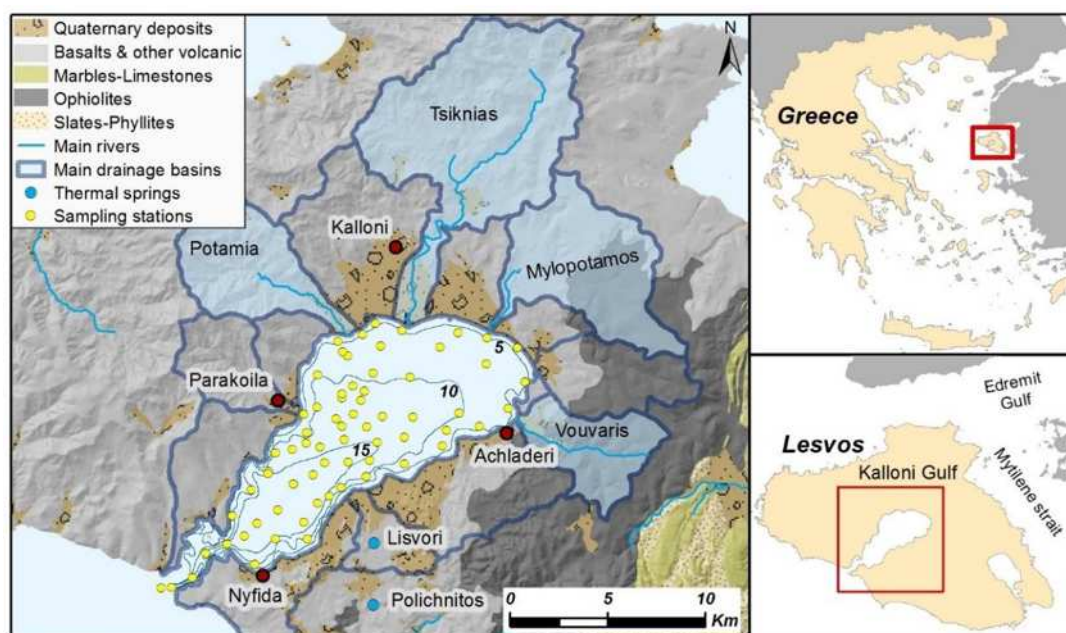 Quaternary deposits
Basalts & other volcanic
Marbles-Limestones
Ophiolites
Slates-Phyllites
Main rivers
Main drainage basins
Thermal springs
Sampling stations
N
Tsiknias
Kalloni
Potamia
Mylopotamos
5
Parakoila
10
15
Vouvaris
Achladeri
Lisvori
Nyfida
Polichnitos
0 5 10
Km
Greece
Edremit
Gulf
Lesvos
Kalloni Gulf
Mytilene strait